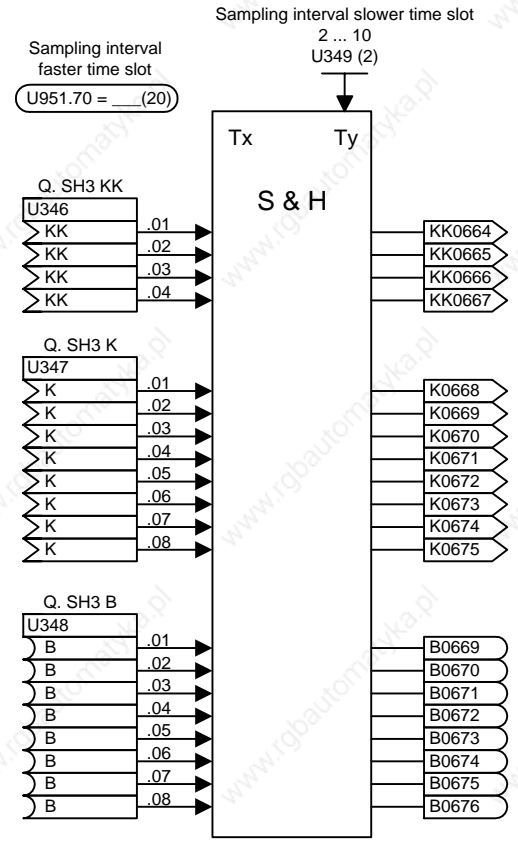 Sampling interval slower time slot
2 ... 10
U349 (2)
Sampling interval
faster time slot
U951.70 = ___(20)
Tx Ty
S & H
Q. SH3 KK
U346
KK .01 KK0664
KK .02 KK0665
KK .03 KK0666
KK .04 KK0667
Q. SH3 K
U347
K .01 K0668
K .02 K0669
K .03 K0670
K .04 K0671
K .05 K0672
K .06 K0673
K .07 K0674
K .08 K0675
Q. SH3 B
U348
B .01 B0669
B .02 B0670
B .03 B0671
B .04 B0672
B .05 B0673
B .06 B0674
B .07 B0675
B .08 B0676
www.rgbautomatyka.pl